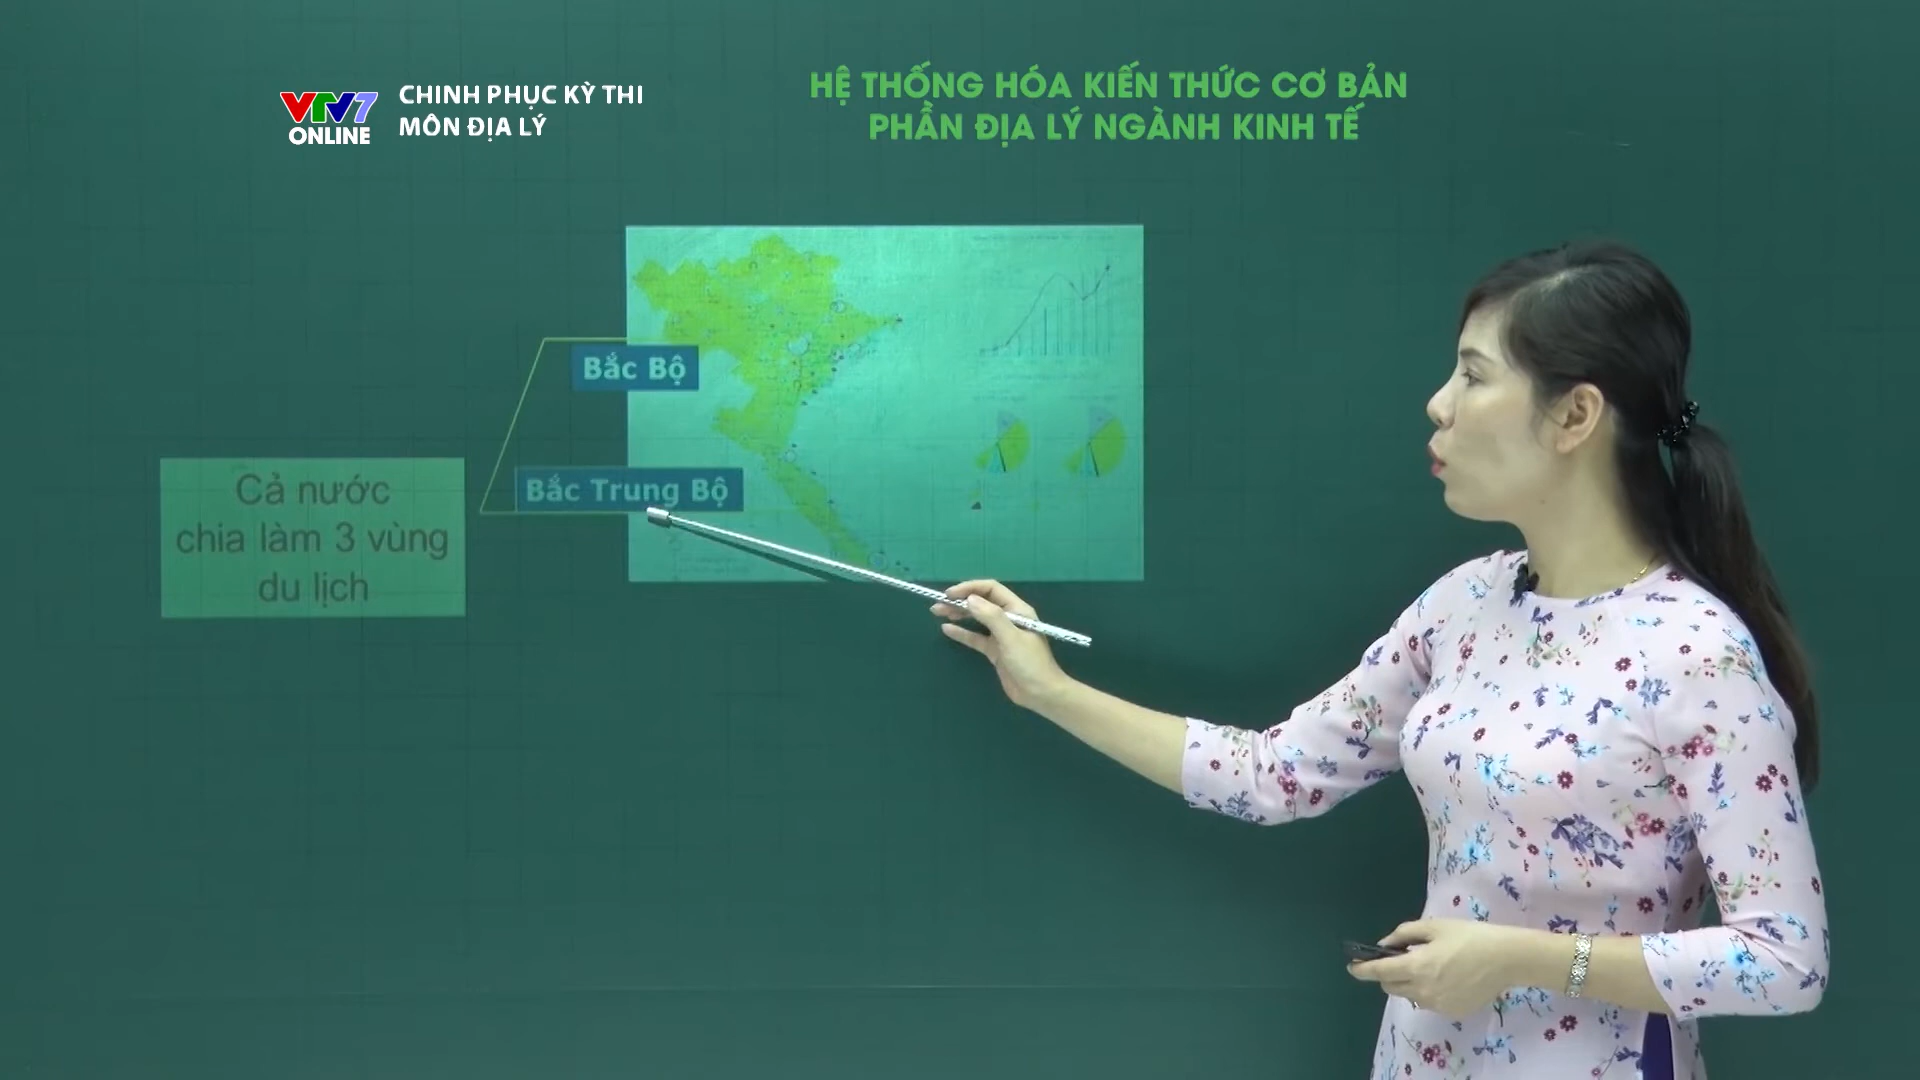 VTV7
ONLINE
CHINH PHỤC KỲ THI
MÔN ĐỊA LÝ
HỆ THỐNG HÓA KIẾN THỨC CƠ BẢN
PHẦN ĐỊA LÝ NGÀNH KINH TẾ
Bắc Bộ
Bắc Trung Bộ
Cả nước
chia làm 3 vùng
du lịch